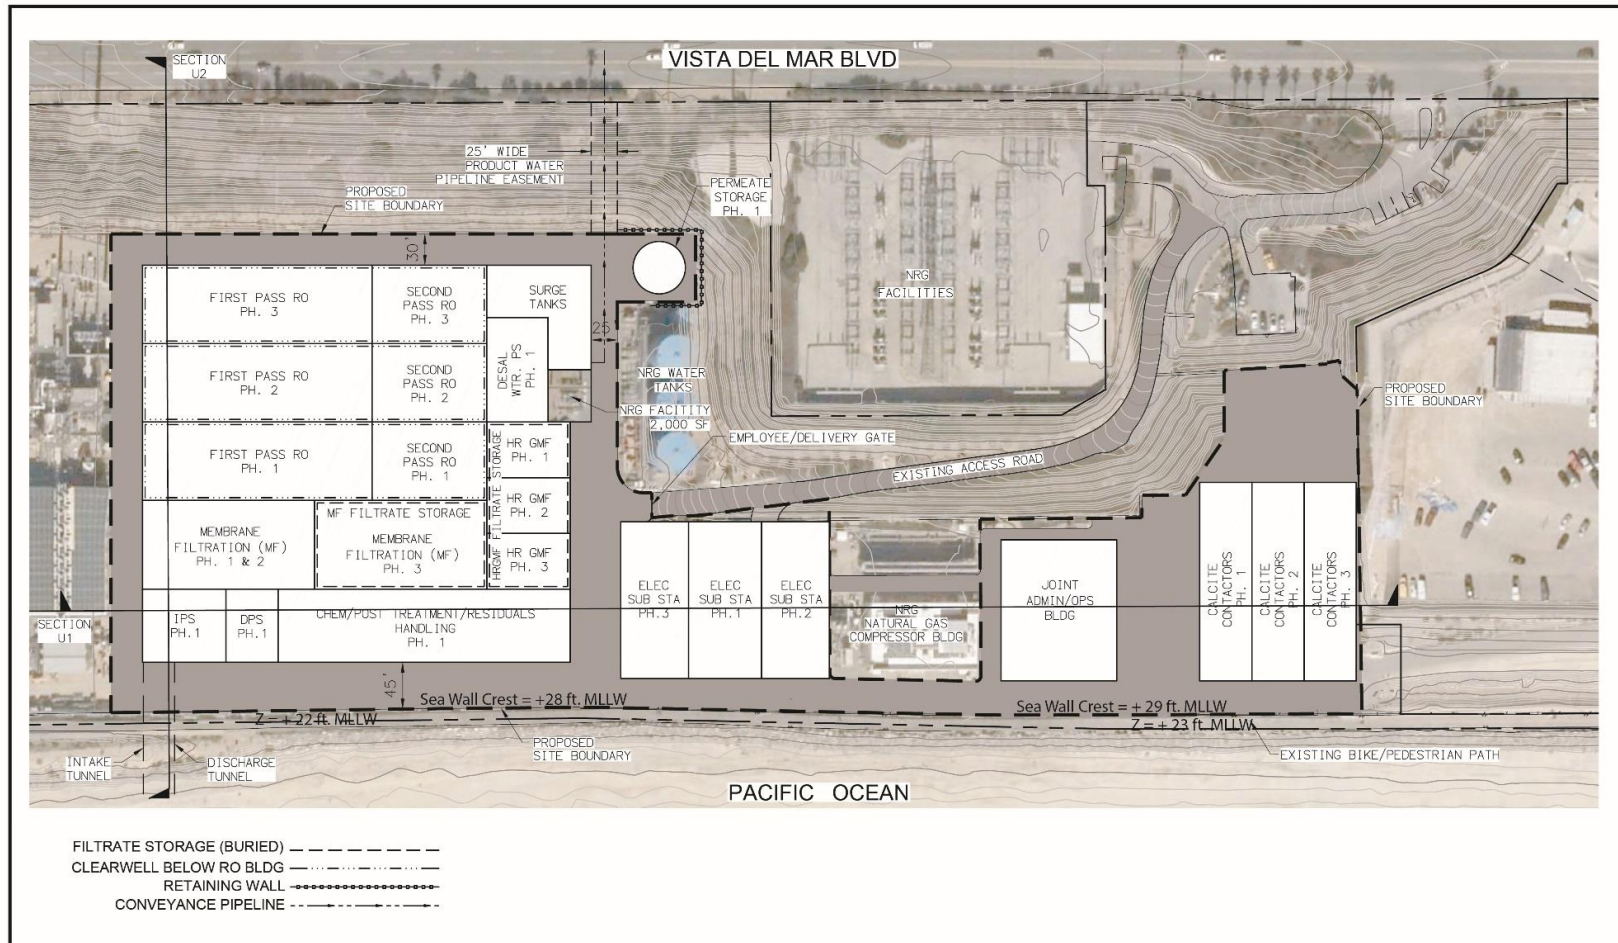 VISTA DEL MAR BLVD
SECTION
U2
25' WIDE
PRODUCT WATER
PIPELINE EASEMENT
PROPOSED
SITE BOUNDARY
PERMEATE
STORAGE
PH. 1
30'
FIRST PASS RO
PH. 3
SECOND
PASS RO
PH. 3
SURGE
TANKS
NRG
FACILITIES
25'
FIRST PASS RO
PH. 2
SECOND
PASS RO
PH. 2
DESAL
WTR. PS
PH. 1
NRG WATER
TANKS
NRG FACITITY
2,000 SF
PROPOSED
SITE BOUNDARY
EMPLOYEE/DELIVERY GATE
EXISTING ACCESS ROAD
FIRST PASS RO
PH. 1
SECOND
PASS RO
PH. 1
HRGMF FILTRATE STORAGE
HR GMF
PH. 1
HR GMF
PH. 2
HR GMF
PH. 3
MEMBRANE
FILTRATION (MF)
PH. 1 & 2
MF FILTRATE STORAGE
MEMBRANE
FILTRATION (MF)
PH. 3
SECTION
U1
IPS
PH.1
DPS
PH.1
CHEM/POST TREATMENT/RESIDUALS
HANDLING
PH. 1
ELEC
SUB STA
PH.3
ELEC
SUB STA
PH.1
ELEC
SUB STA
PH.2
NRG
NATURAL GAS
COMPRESSOR BLDG
JOINT
ADMIN/OPS
BLDG
CALCITE
CONTACTORS
PH. 1
CALCITE
CONTACTORS
PH. 2
CALCITE
CONTACTORS
PH. 3
45'
Sea Wall Crest = +28 ft. MLLW
Z = + 22 ft. MLLW
Sea Wall Crest = + 29 ft. MLLW
Z = + 23 ft. MLLW
INTAKE
TUNNEL
DISCHARGE
TUNNEL
PROPOSED
SITE BOUNDARY
EXISTING BIKE/PEDESTRIAN PATH
PACIFIC OCEAN
FILTRATE STORAGE (BURIED)
CLEARWELL BELOW RO BLDG
RETAINING WALL
CONVEYANCE PIPELINE